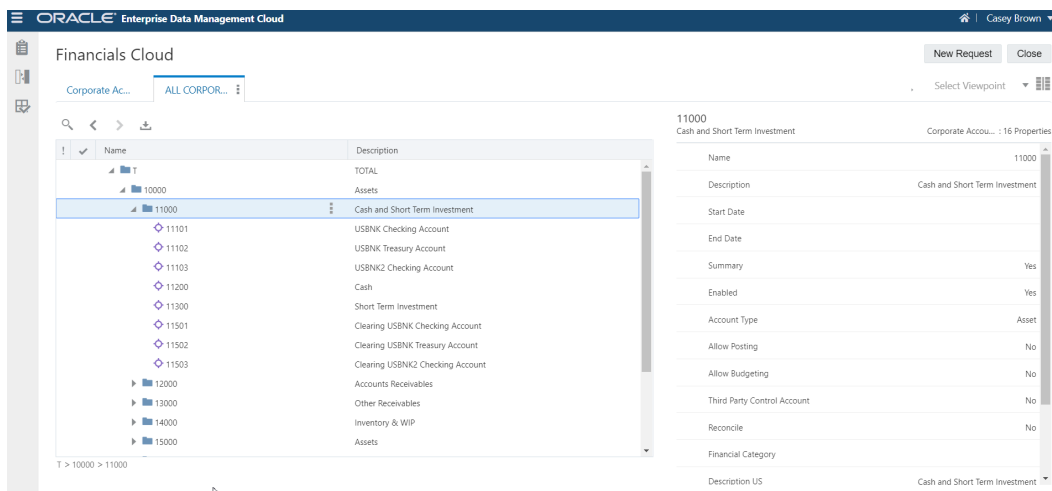 ORACLE® Enterprise Data Management Cloud
Casey Brown
Financials Cloud
New Request
Close
Corporate Ac...
ALL CORPOR...
Select Viewpoint
! Name Description
T TOTAL
10000 Assets
11000 Cash and Short Term Investment
11101 USBNK Checking Account
11102 USBNK Treasury Account
11103 USBNK2 Checking Account
11200 Cash
11300 Short Term Investment
11501 Clearing USBNK Checking Account
11502 Clearing USBNK Treasury Account
11503 Clearing USBNK2 Checking Account
12000 Accounts Receivables
13000 Other Receivables
14000 Inventory & WIP
15000 Assets
T > 10000 > 11000
11000
Cash and Short Term Investment
Corporate Accou... : 16 Properties
Name 11000
Description Cash and Short Term Investment
Start Date
End Date
Summary Yes
Enabled Yes
Account Type Asset
Allow Posting No
Allow Budgeting No
Third Party Control Account No
Reconcile No
Financial Category
Description US Cash and Short Term Investment